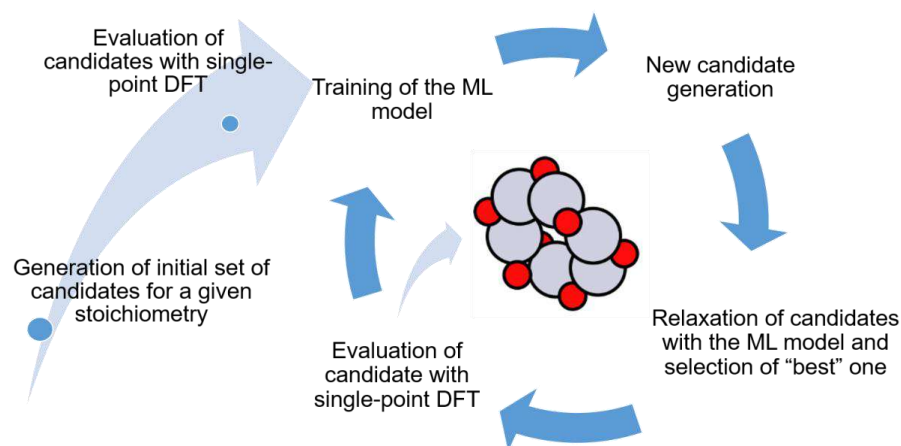 Evaluation of
candidates with single-
point DFT
Training of the ML
model
New candidate
generation
Generation of initial set of
candidates for a given
stoichiometry
Relaxation of candidates
with the ML model and
selection of “best” one
Evaluation of
candidate with
single-point DFT